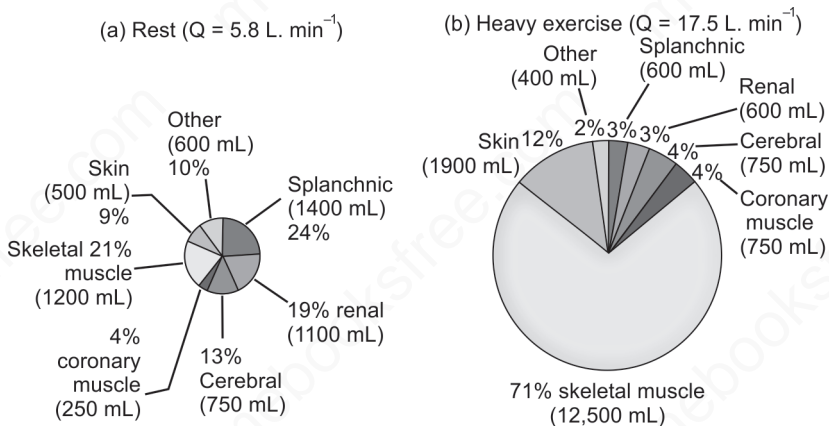 (a) Rest (Q = 5.8 L. min⁻¹)
Other
(600 mL)
10%
Skin
(500 mL)
9%
Splanchnic
(1400 mL)
24%
Skeletal 21%
muscle
(1200 mL)
19% renal
(1100 mL)
4%
coronary
muscle
(250 mL)
13%
Cerebral
(750 mL)
(b) Heavy exercise (Q = 17.5 L. min⁻¹)
Other
(400 mL)
2%
Splanchnic
(600 mL)
3%
Renal
(600 mL)
3%
Cerebral
(750 mL)
4%
Coronary
muscle
(750 mL)
4%
Skin 12%
(1900 mL)
71% skeletal muscle
(12,500 mL)